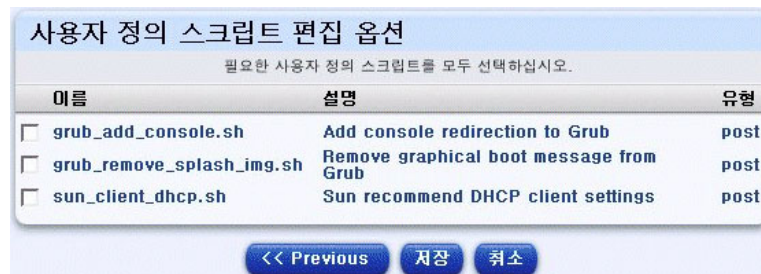 사용자 정의 스크립트 편집 옵션
필요한 사용자 정의 스크립트를 모두 선택하십시오.
이름 설명 유형
grub_add_console.sh Add console redirection to Grub post
grub_remove_splash_img.sh Remove graphical boot message from Grub post
sun_client_dhcp.sh Sun recommend DHCP client settings post
<< Previous 저장 취소